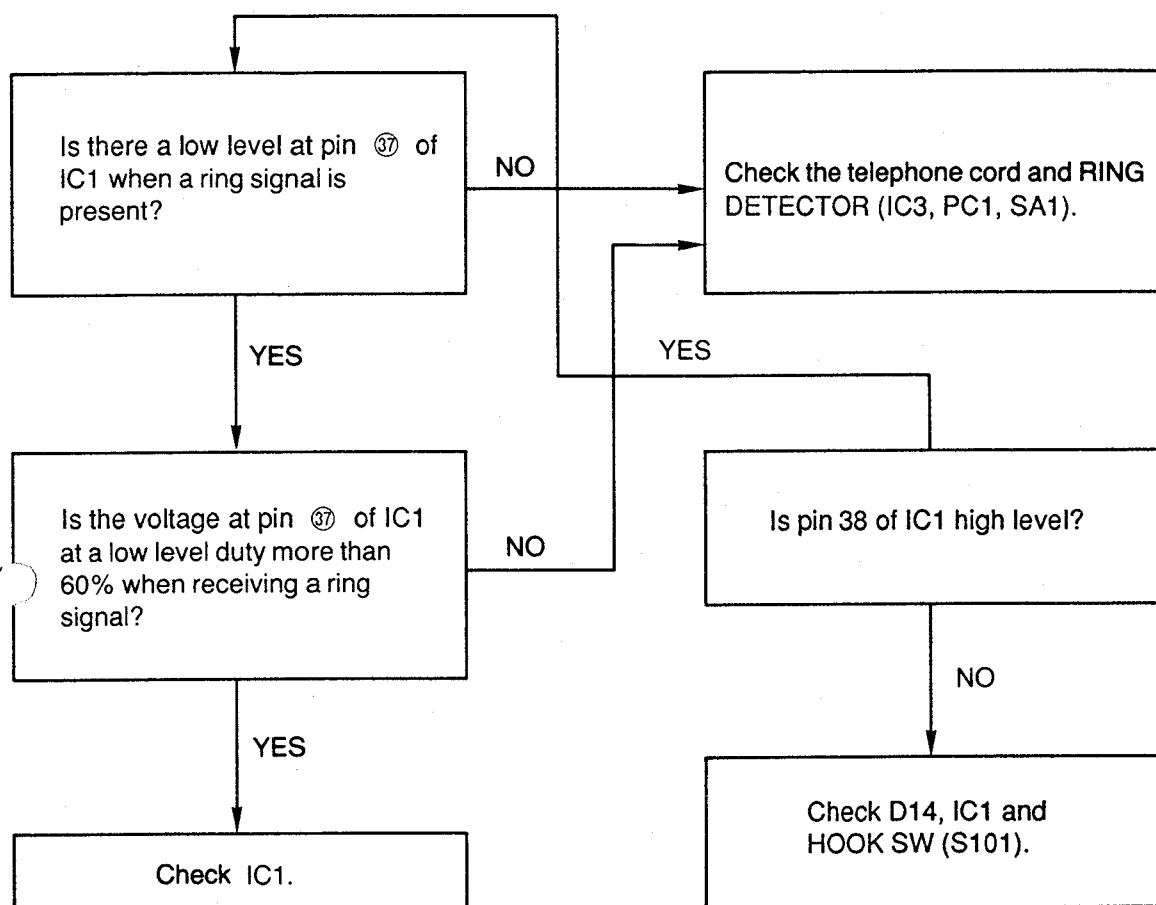 Is there a low level at pin ㊲ of
IC1 when a ring signal is
present?
NO
Check the telephone cord and RING
DETECTOR (IC3, PC1, SA1).
YES
YES
Is the voltage at pin ㊲ of IC1
at a low level duty more than
60% when receiving a ring
signal?
NO
Is pin 38 of IC1 high level?
YES
NO
Check IC1.
Check D14, IC1 and
HOOK SW (S101).